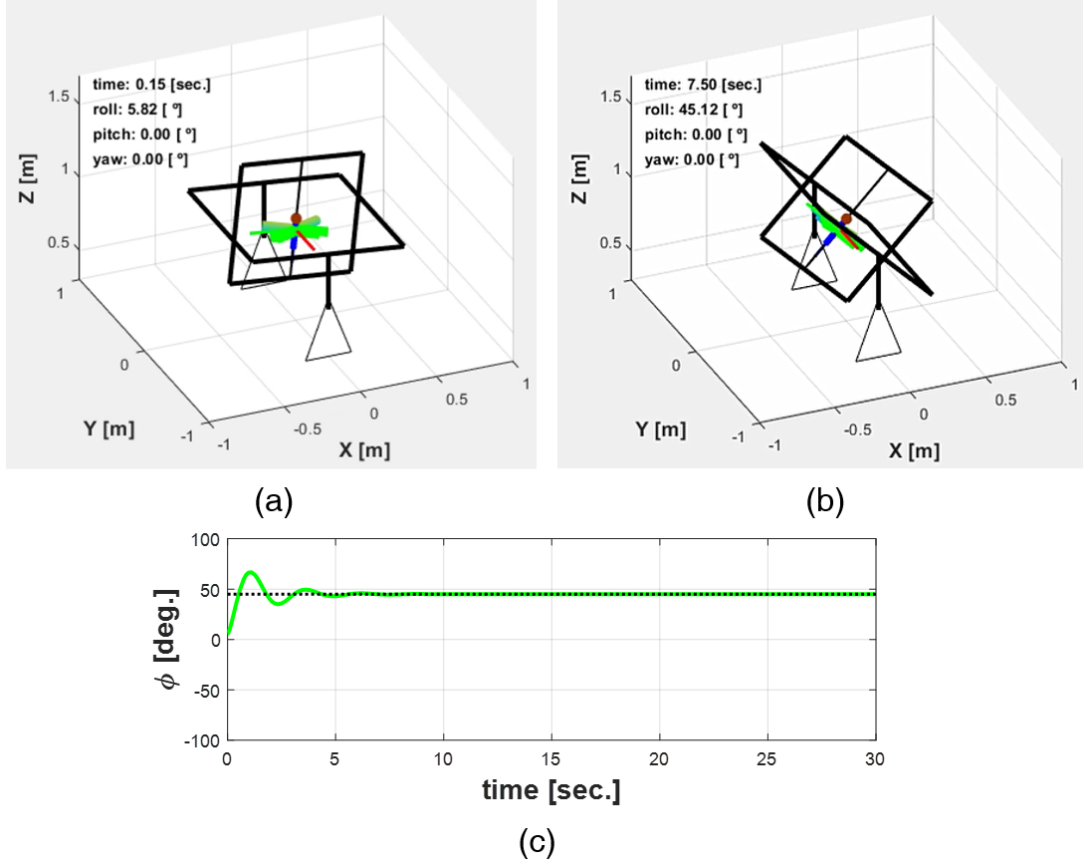 time: 0.15 [sec.]
roll: 5.82 [ º]
pitch: 0.00 [ º]
yaw: 0.00 [ º]
1.5
1
0.5
Z [m]
1
0
-1
Y [m]
-1
-0.5
0
0.5
1
X [m]
(a)
time: 7.50 [sec.]
roll: 45.12 [ º]
pitch: 0.00 [ º]
yaw: 0.00 [ º]
1.5
1
0.5
Z [m]
1
0
-1
Y [m]
-1
-0.5
0
0.5
1
X [m]
(b)
100
50
0
-50
-100
ϕ [deg.]
0 5 10 15 20 25 30
time [sec.]
(c)